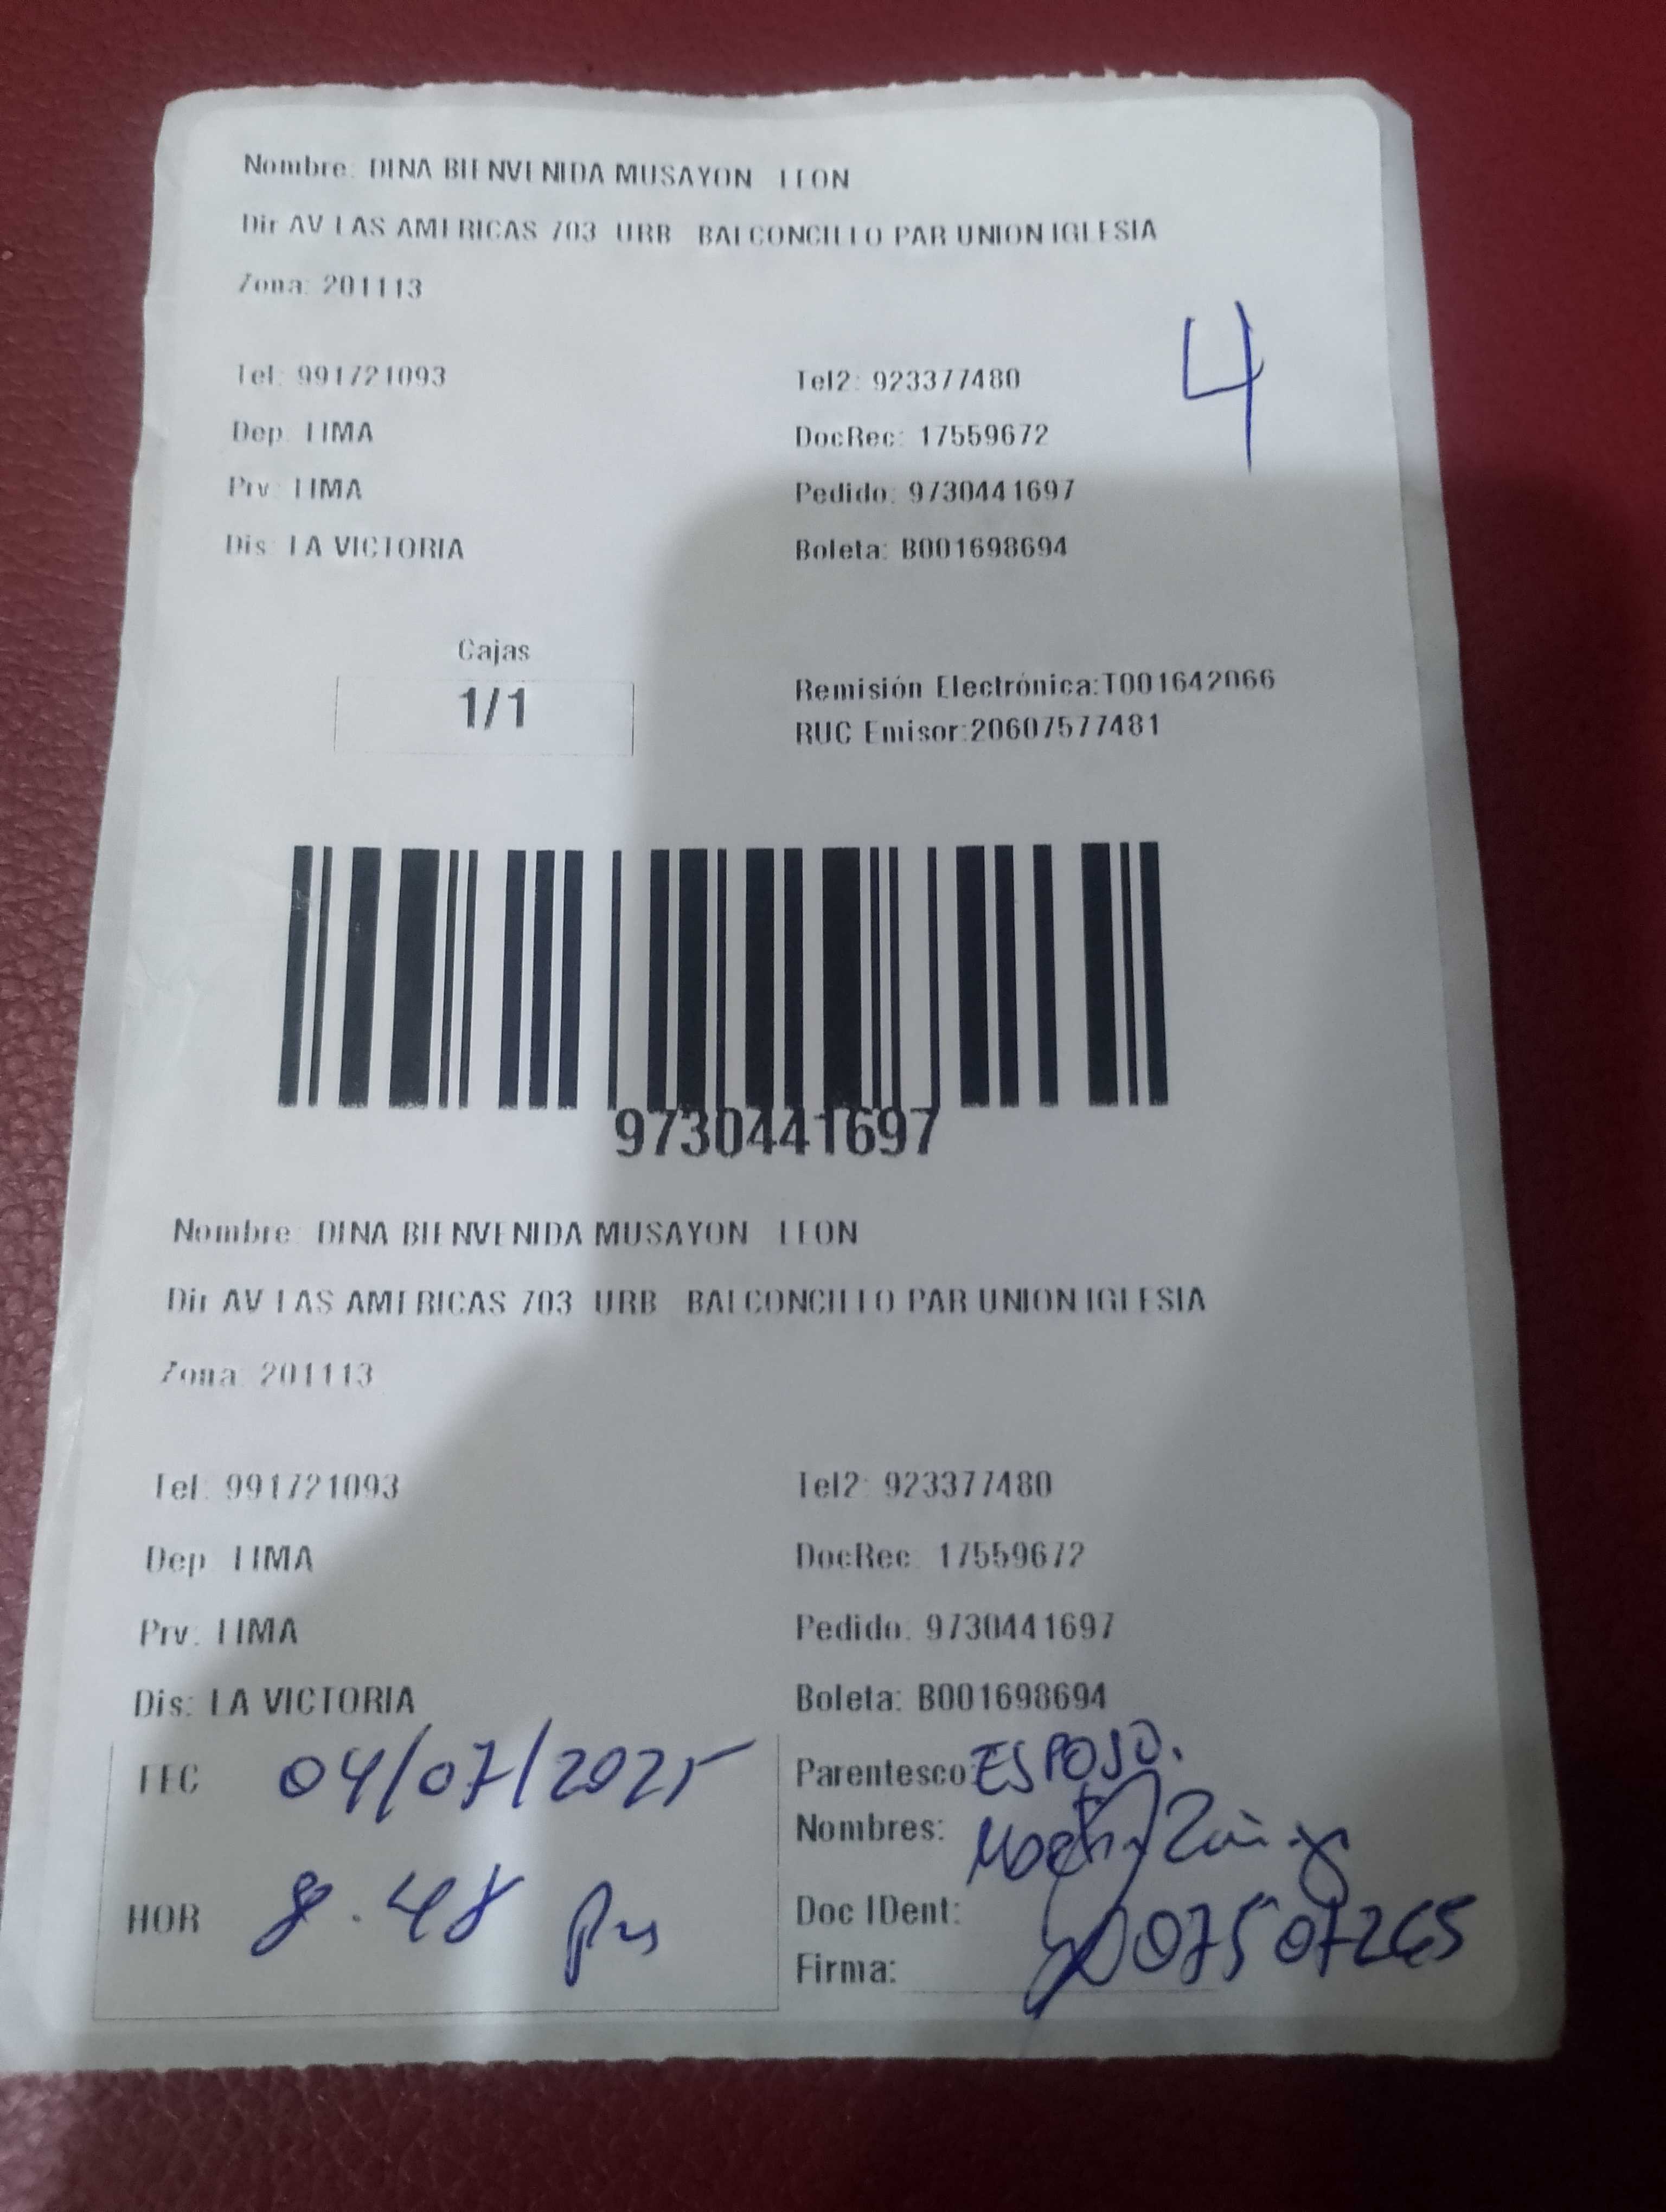 Nombre: DINA BIENVENIDA MUSAYON LEON
Dir AV LAS AMERICAS 703 URB BALCONCILLO PAR UNION IGLESIA
Zona: 201113
4
Tel: 991721093 Tel2: 923377480
Dep: LIMA DocRec: 17559672
Prv: LIMA Pedido: 9730441697
Dis: LA VICTORIA Boleta: B001698694
Cajas
1/1
Remisión Electrónica:T001642066
RUC Emisor:20607577481
9730441697
Nombre: DINA BIENVENIDA MUSAYON LEON
Dir AV LAS AMERICAS 703 URB BALCONCILLO PAR UNION IGLESIA
Zona: 201113
Tel: 991721093 Tel2: 923377480
Dep: LIMA DocRec: 17559672
Prv: LIMA Pedido: 9730441697
Dis: LA VICTORIA Boleta: B001698694
FEC 04/07/2025 Parentesco: ESPOSO.
Nombres:
HOR 8.48 pm Doc IDent: 07507265
Firma: